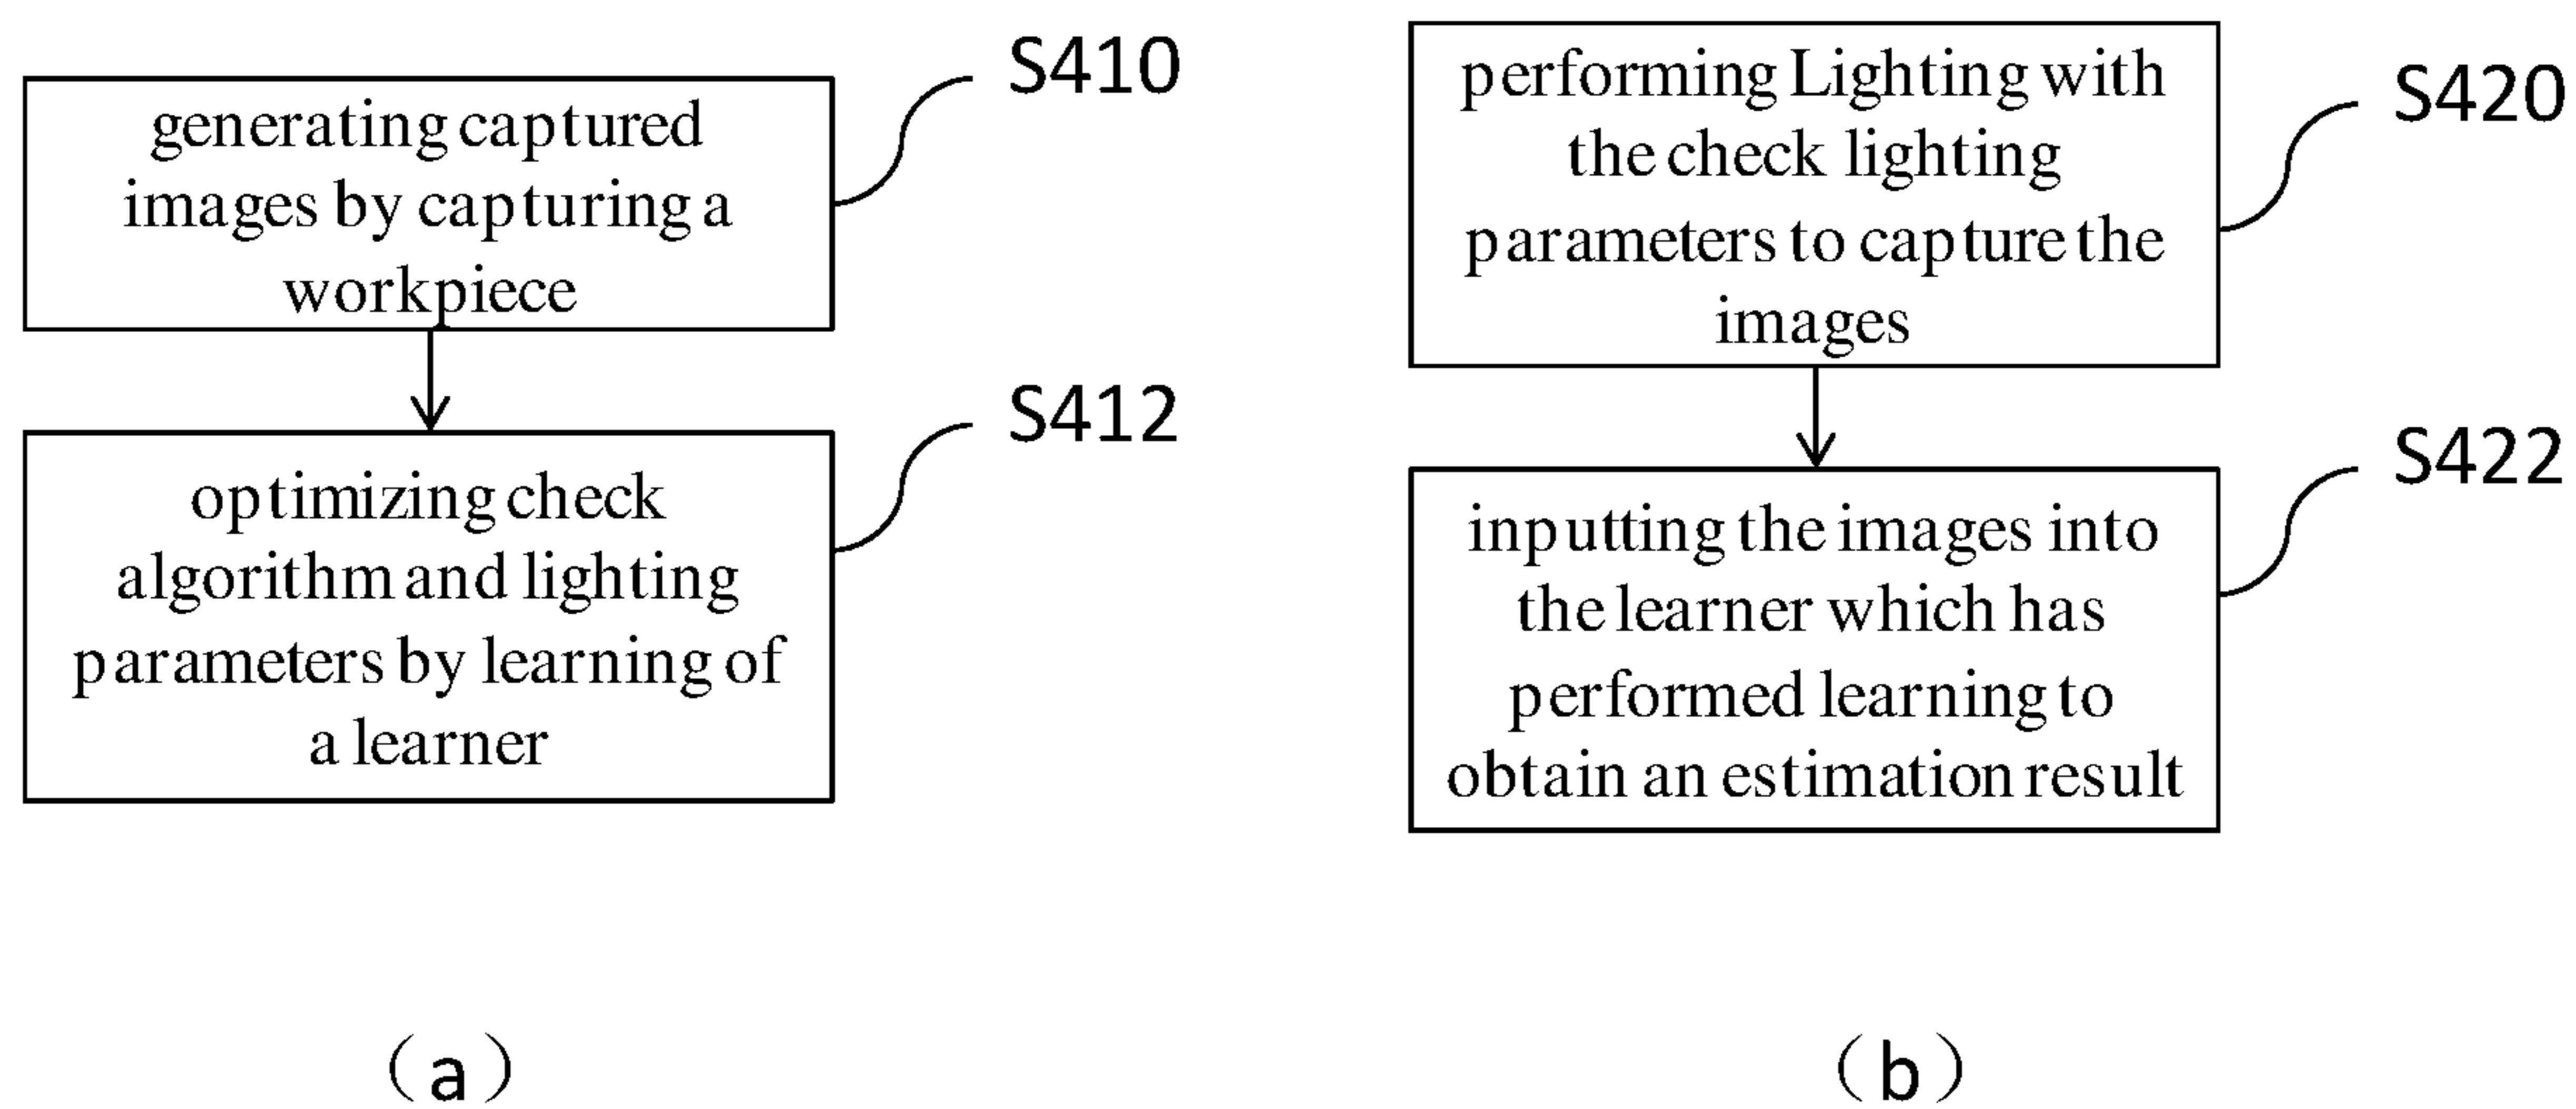 generating captured
images by capturing a
workpiece
S410
optimizing check
algorithm and lighting
parameters by learning of
a learner
S412
(a)
performing Lighting with
the check lighting
parameters to capture the
images
S420
inputting the images into
the learner which has
performed learning to
obtain an estimation result
S422
(b)